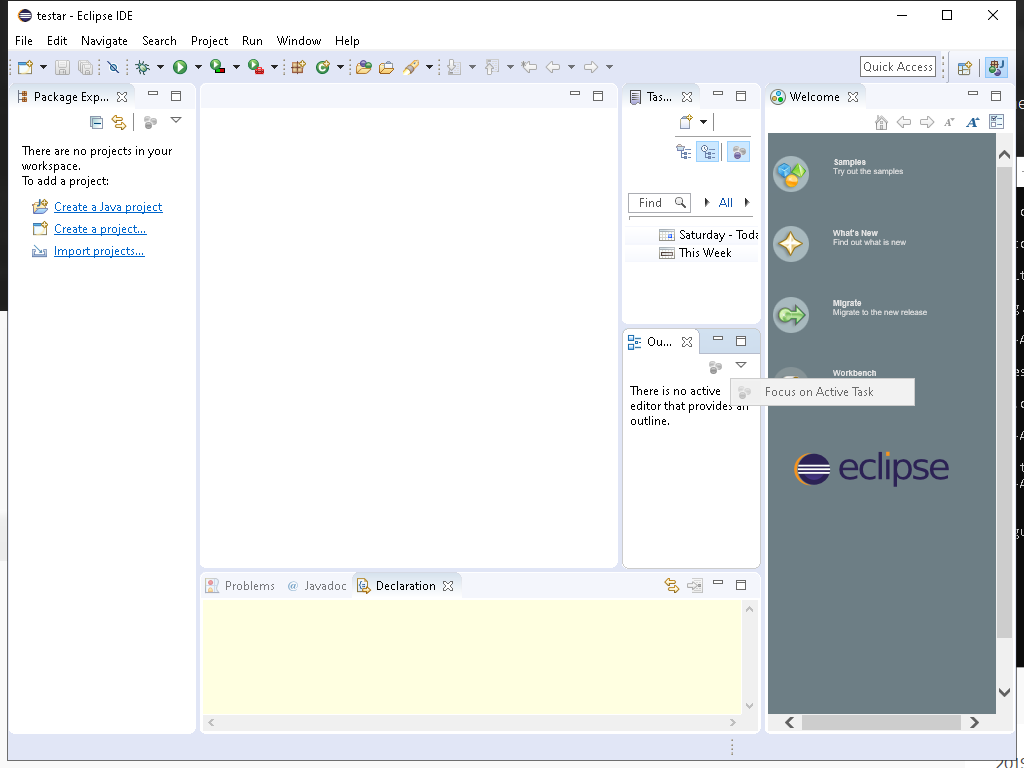 testar - Eclipse IDE
File Edit Navigate Search Project Run Window Help
Quick Access
Package Exp...
There are no projects in your
workspace.
To add a project:
Create a Java project
Create a project...
Import projects...
Tas...
Find
All
Saturday - Toda
This Week
Ou...
There is no active
editor that provides an
outline.
Focus on Active Task
Welcome
Samples
Try out the samples
What's New
Find out what is new
Migrate
Migrate to the new release
Workbench
eclipse
Problems @ Javadoc Declaration